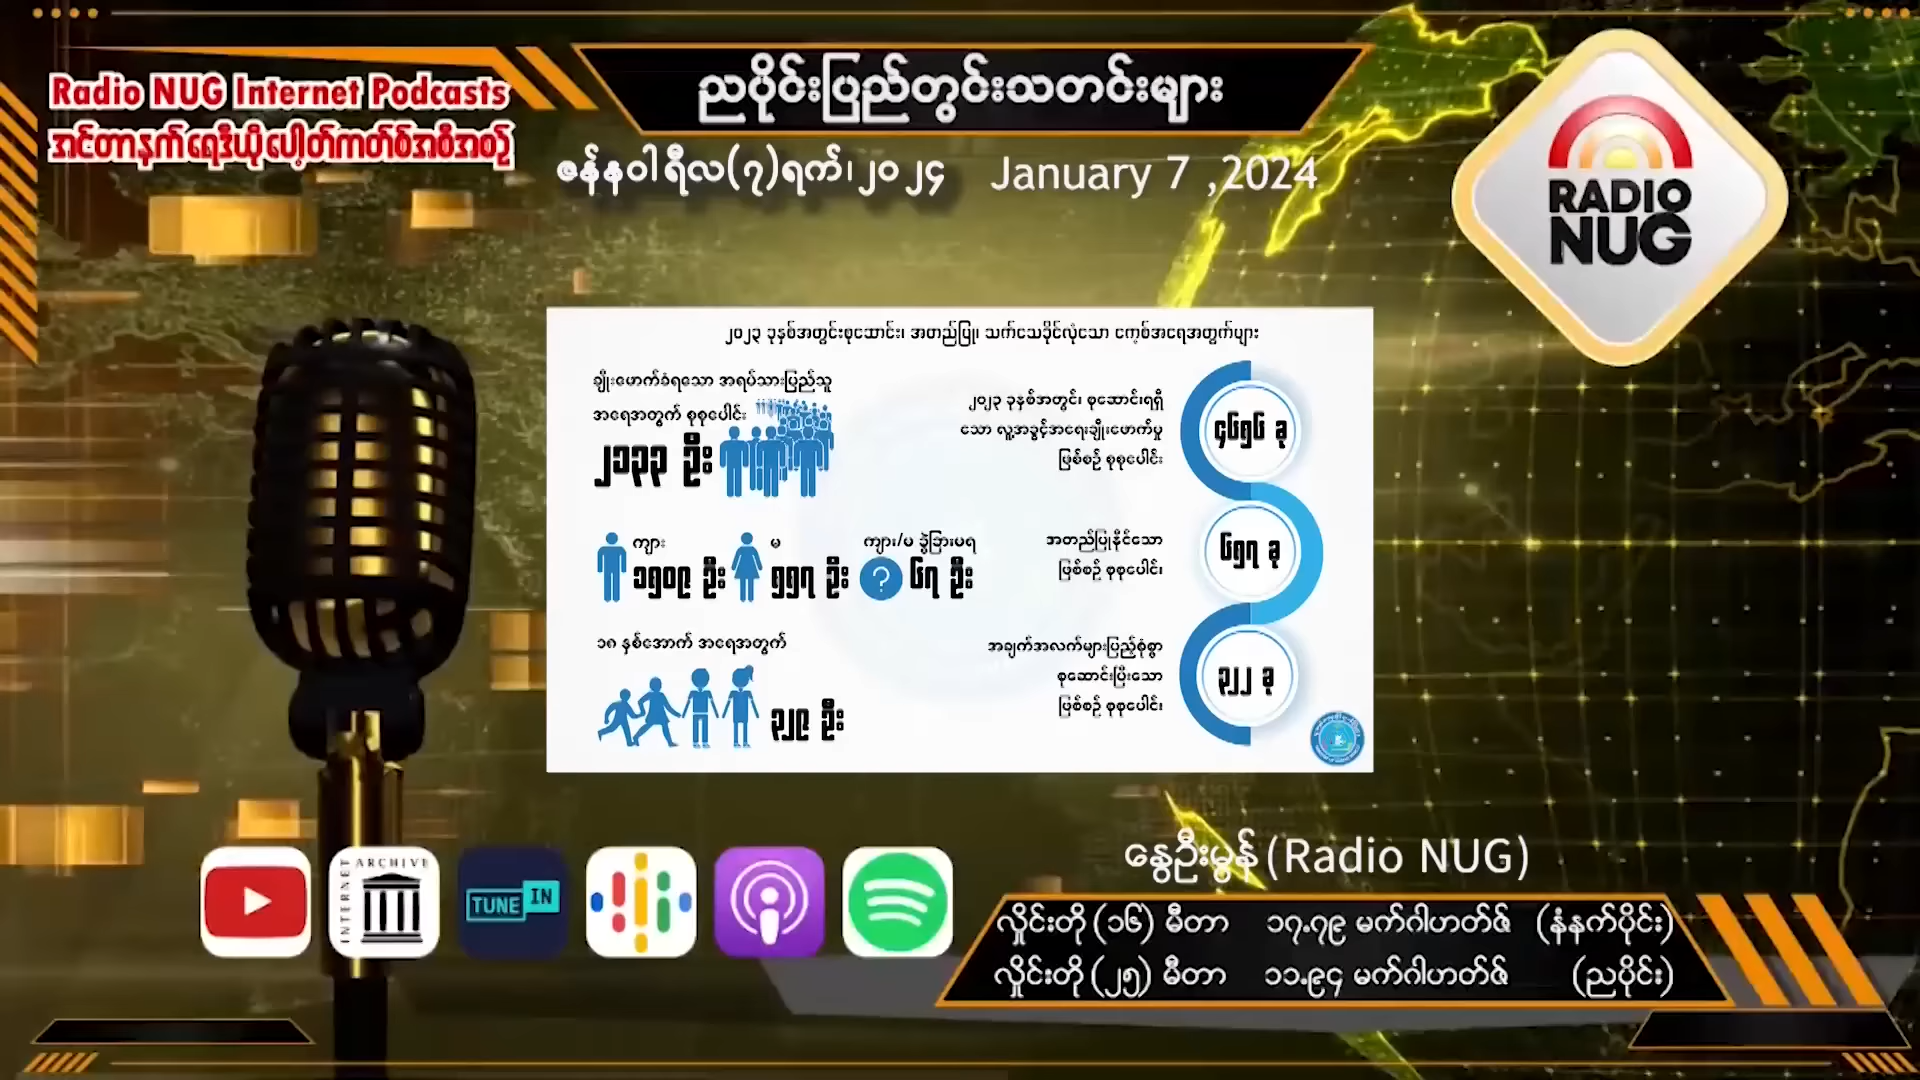 Radio NUG Internet Podcasts
အင်တာနက်ရေဒီယိုပေါ့တ်ကတ်စ်အစီအစဉ်
ညပိုင်းပြည်တွင်းသတင်းများ
ဇန်နဝါရီလ(၇)ရက်၊၂၀၂၄ January 7 ,2024
RADIO
NUG
၂၀၂၃ ခုနှစ်အတွင်းစုဆောင်း၊ အတည်ပြု၊ သက်သေခိုင်လုံသော ကေ့စ်အရေအတွက်များ
ချိုးဖောက်ခံရသော အရပ်သားပြည်သူ
အရေအတွက် စုစုပေါင်း
၂၁၃၃ ဦး
ကျား
၁၅၀၉ ဦး
မ
၅၅၇ ဦး
ကျား/မ ခွဲခြားမရ
?
၆၇ ဦး
၁၈ နှစ်အောက် အရေအတွက်
၃၂၉ ဦး
၂၀၂၃ ခုနှစ်အတွင်း စုဆောင်းရရှိ
သော လူ့အခွင့်အရေးချိုးဖောက်မှု
ဖြစ်စဉ် စုစုပေါင်း
၄၆၅၆ ခု
အတည်ပြုနိုင်သော
ဖြစ်စဉ် စုစုပေါင်း
၆၅၇ ခု
အချက်အလက်များပြည့်စုံစွာ
စုဆောင်းပြီးသော
ဖြစ်စဉ် စုစုပေါင်း
၃၂၂ ခု
INTERNET ARCHIVE
TUNE IN
နွေဦးမွန်(Radio NUG)
လှိုင်းတို (၁၆) မီတာ ၁၇.၇၉ မက်ဂါဟတ်ဇ် (နံနက်ပိုင်း)
လှိုင်းတို (၂၅) မီတာ ၁၁.၉၄ မက်ဂါဟတ်ဇ် (ညပိုင်း)